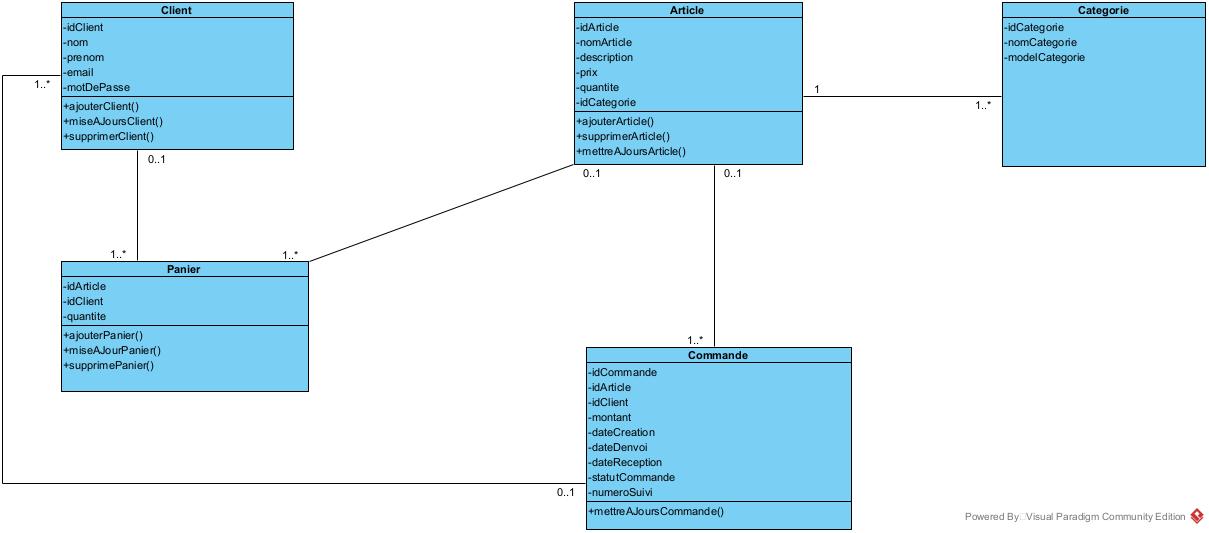 Client
-idClient
-nom
-prenom
-email
-motDePasse
+ajouterClient()
+miseAJoursClient()
+supprimerClient()
Article
-idArticle
-nomArticle
-description
-prix
-quantite
-idCategorie
+ajouterArticle()
+supprimerArticle()
+mettreAJoursArticle()
Categorie
-idCategorie
-nomCategorie
-modelCategorie
1..*
1
1..*
0..1
0..1
0..1
1..*
1..*
Panier
-idArticle
-idClient
-quantite
+ajouterPanier()
+miseAJourPanier()
+supprimePanier()
1..*
Commande
-idCommande
-idArticle
-idClient
-montant
-dateCreation
-dateDenvoi
-dateReception
-statutCommande
-numeroSuivi
+mettreAJoursCommande()
0..1
Powered By Visual Paradigm Community Edition